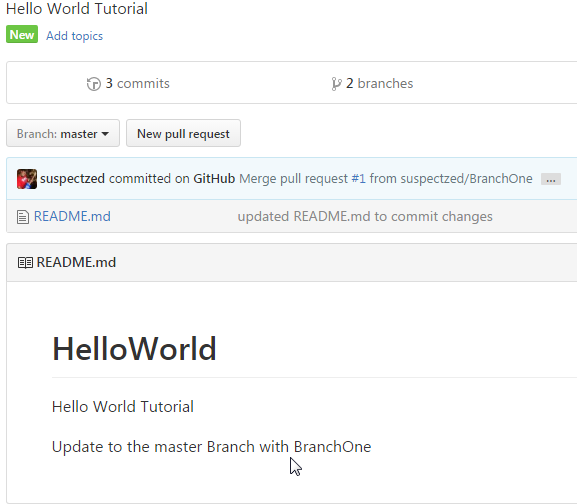 Hello World Tutorial
New Add topics
3 commits 2 branches
Branch: master New pull request
suspectzed committed on GitHub Merge pull request #1 from suspectzed/BranchOne ...
README.md updated README.md to commit changes
README.md
HelloWorld
Hello World Tutorial
Update to the master Branch with BranchOne